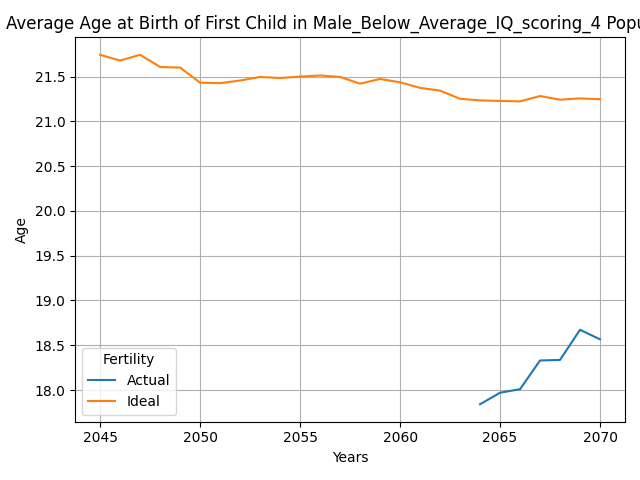 Average Age at Birth of First Child in Male_Below_Average_IQ_scoring_4 Popu
21.5
21.0
20.5
20.0
19.5
19.0
18.5
18.0
Age
Fertility
Actual
Ideal
2045 2050 2055 2060 2065 2070
Years